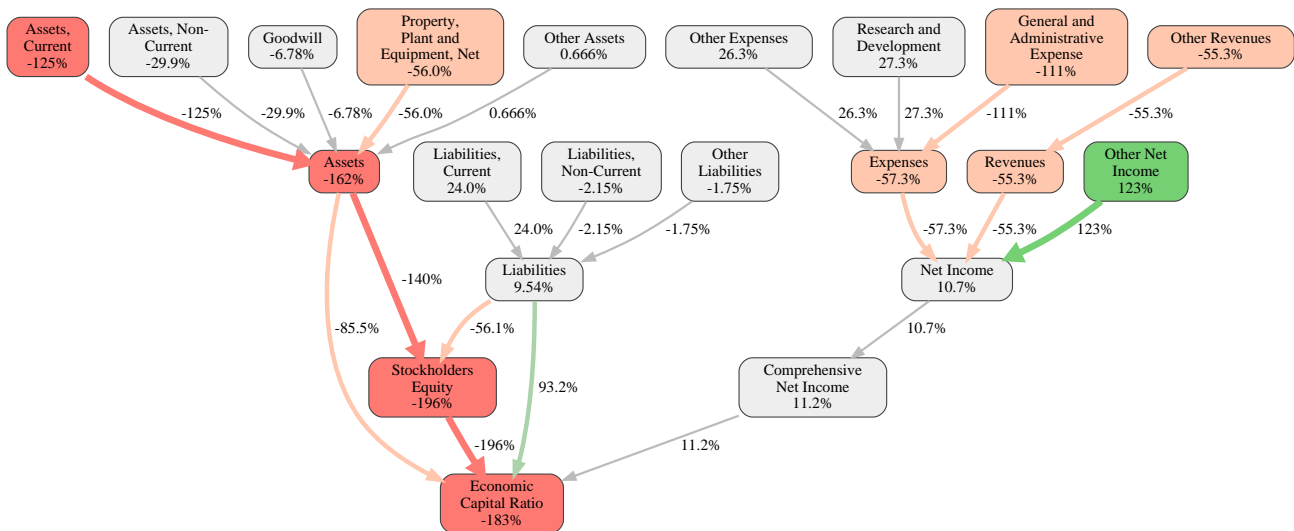 Assets,
Current
-125%
Assets, Non-
Current
-29.9%
Goodwill
-6.78%
Property,
Plant and
Equipment, Net
-56.0%
Other Assets
0.666%
Other Expenses
26.3%
Research and
Development
27.3%
General and
Administrative
Expense
-111%
Other Revenues
-55.3%
-125%
-29.9%
-6.78%
-56.0%
0.666%
26.3%
27.3%
-111%
-55.3%
Assets
-162%
Liabilities,
Current
24.0%
Liabilities,
Non-Current
-2.15%
Other
Liabilities
-1.75%
Expenses
-57.3%
Revenues
-55.3%
Other Net
Income
123%
24.0%
-2.15%
-1.75%
-57.3%
-55.3%
123%
-140%
Liabilities
9.54%
Net Income
10.7%
-85.5%
-56.1%
10.7%
Stockholders
Equity
-196%
93.2%
Comprehensive
Net Income
11.2%
-196%
11.2%
Economic
Capital Ratio
-183%